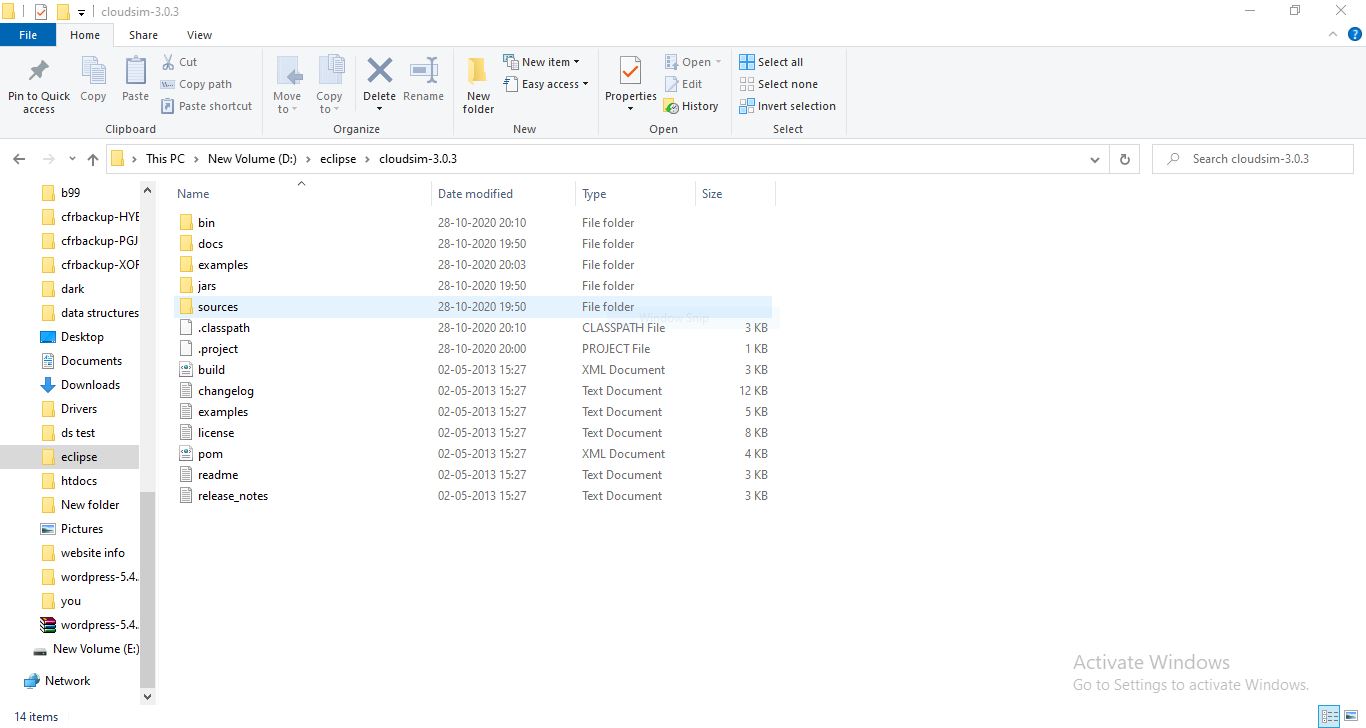 cloudsim-3.0.3
File Home Share View
Pin to Quick access
Copy
Paste
Cut
Copy path
Paste shortcut
Clipboard
Move to
Copy to
Delete
Rename
Organize
New folder
New item
Easy access
New
Properties
Open
Edit
History
Open
Select all
Select none
Invert selection
Select
This PC > New Volume (D:) > eclipse > cloudsim-3.0.3
Search cloudsim-3.0.3
b99
cfrbackup-HYE
cfrbackup-PGJ
cfrbackup-XOF
dark
data structures
Desktop
Documents
Downloads
Drivers
ds test
eclipse
htdocs
New folder
Pictures
website info
wordpress-5.4..
you
wordpress-5.4..
New Volume (E:)
Network
Name Date modified Type Size
bin 28-10-2020 20:10 File folder
docs 28-10-2020 19:50 File folder
examples 28-10-2020 20:03 File folder
jars 28-10-2020 19:50 File folder
sources 28-10-2020 19:50 File folder
Window Snip
.classpath 28-10-2020 20:10 CLASSPATH File 3 KB
.project 28-10-2020 20:00 PROJECT File 1 KB
build 02-05-2013 15:27 XML Document 3 KB
changelog 02-05-2013 15:27 Text Document 12 KB
examples 02-05-2013 15:27 Text Document 5 KB
license 02-05-2013 15:27 Text Document 8 KB
pom 02-05-2013 15:27 XML Document 4 KB
readme 02-05-2013 15:27 Text Document 3 KB
release_notes 02-05-2013 15:27 Text Document 3 KB
Activate Windows
Go to Settings to activate Windows.
14 items